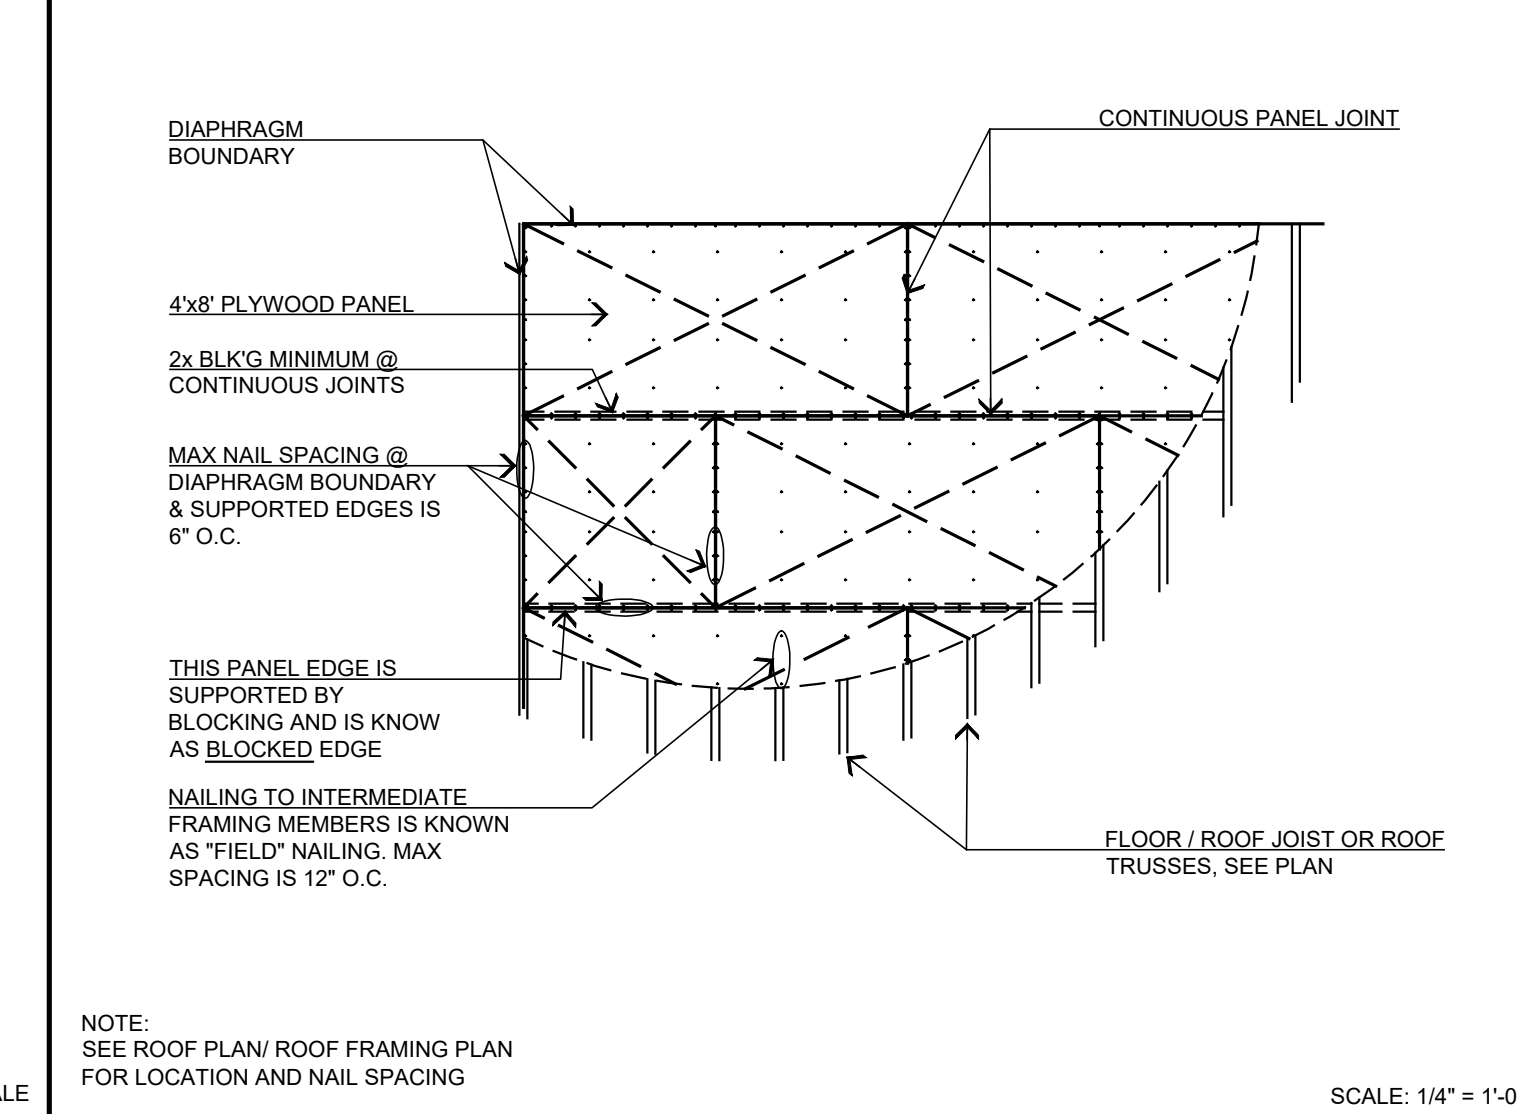 DIAPHRAGM
BOUNDARY
CONTINUOUS PANEL JOINT
4'x8' PLYWOOD PANEL
2x BLK'G MINIMUM @
CONTINUOUS JOINTS
MAX NAIL SPACING @
DIAPHRAGM BOUNDARY
& SUPPORTED EDGES IS
6" O.C.
THIS PANEL EDGE IS
SUPPORTED BY
BLOCKING AND IS KNOW
AS BLOCKED EDGE
NAILING TO INTERMEDIATE
FRAMING MEMBERS IS KNOWN
AS "FIELD" NAILING. MAX
SPACING IS 12" O.C.
FLOOR / ROOF JOIST OR ROOF
TRUSSES, SEE PLAN
NOTE:
SEE ROOF PLAN/ ROOF FRAMING PLAN
FOR LOCATION AND NAIL SPACING
SCALE: 1/4" = 1'-0